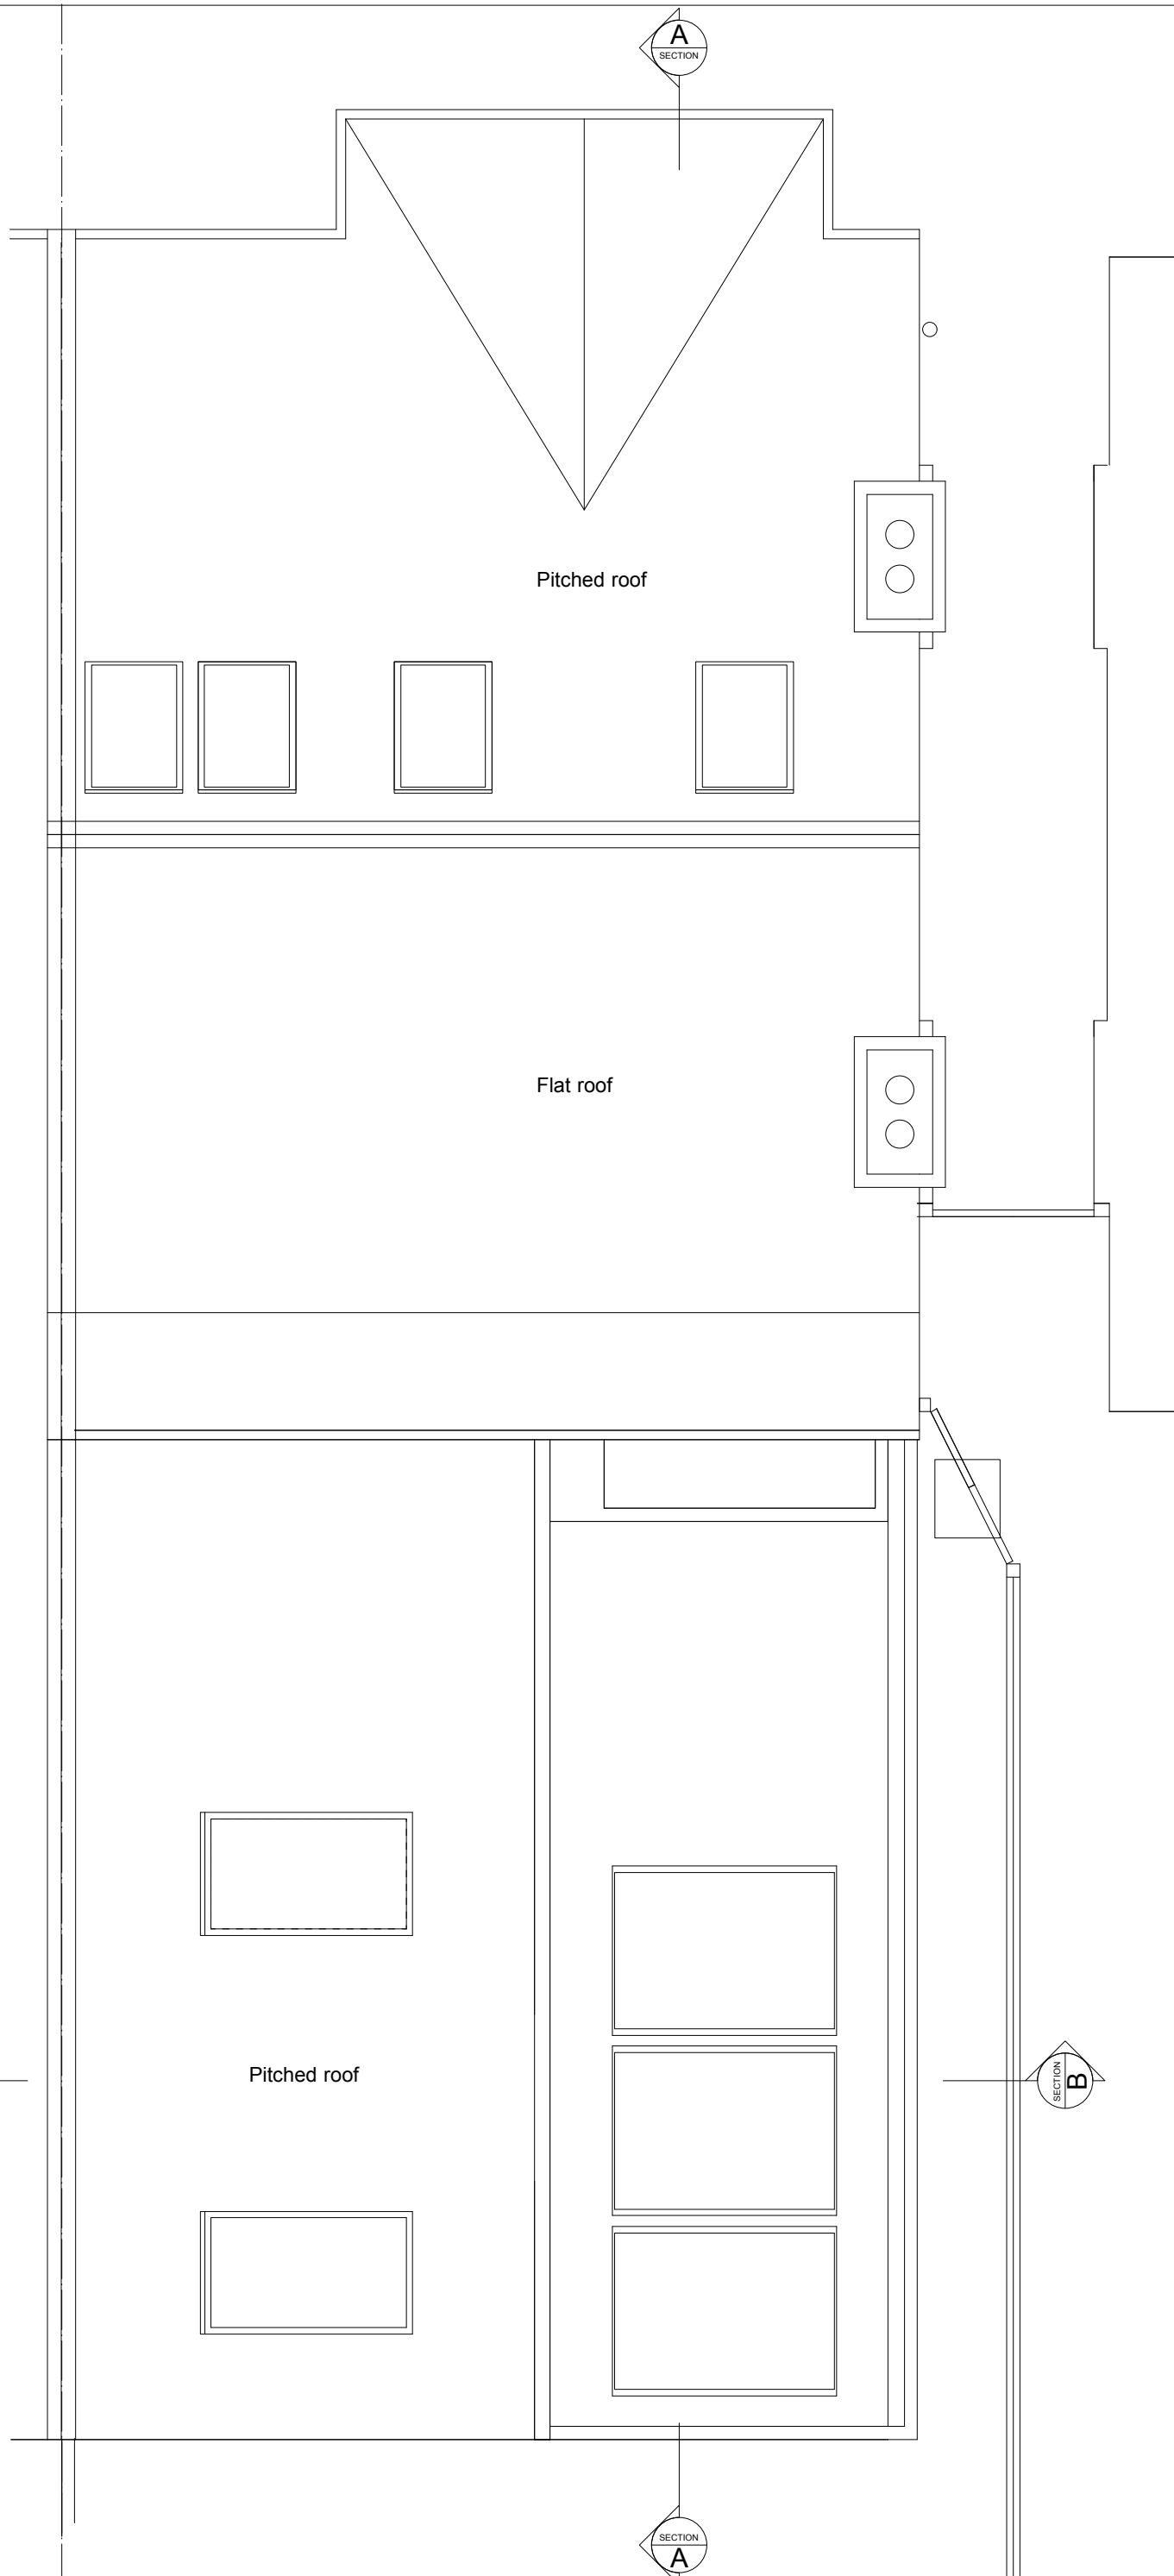 A
SECTION
Pitched roof
Flat roof
Pitched roof
SECTION
B
SECTION
A